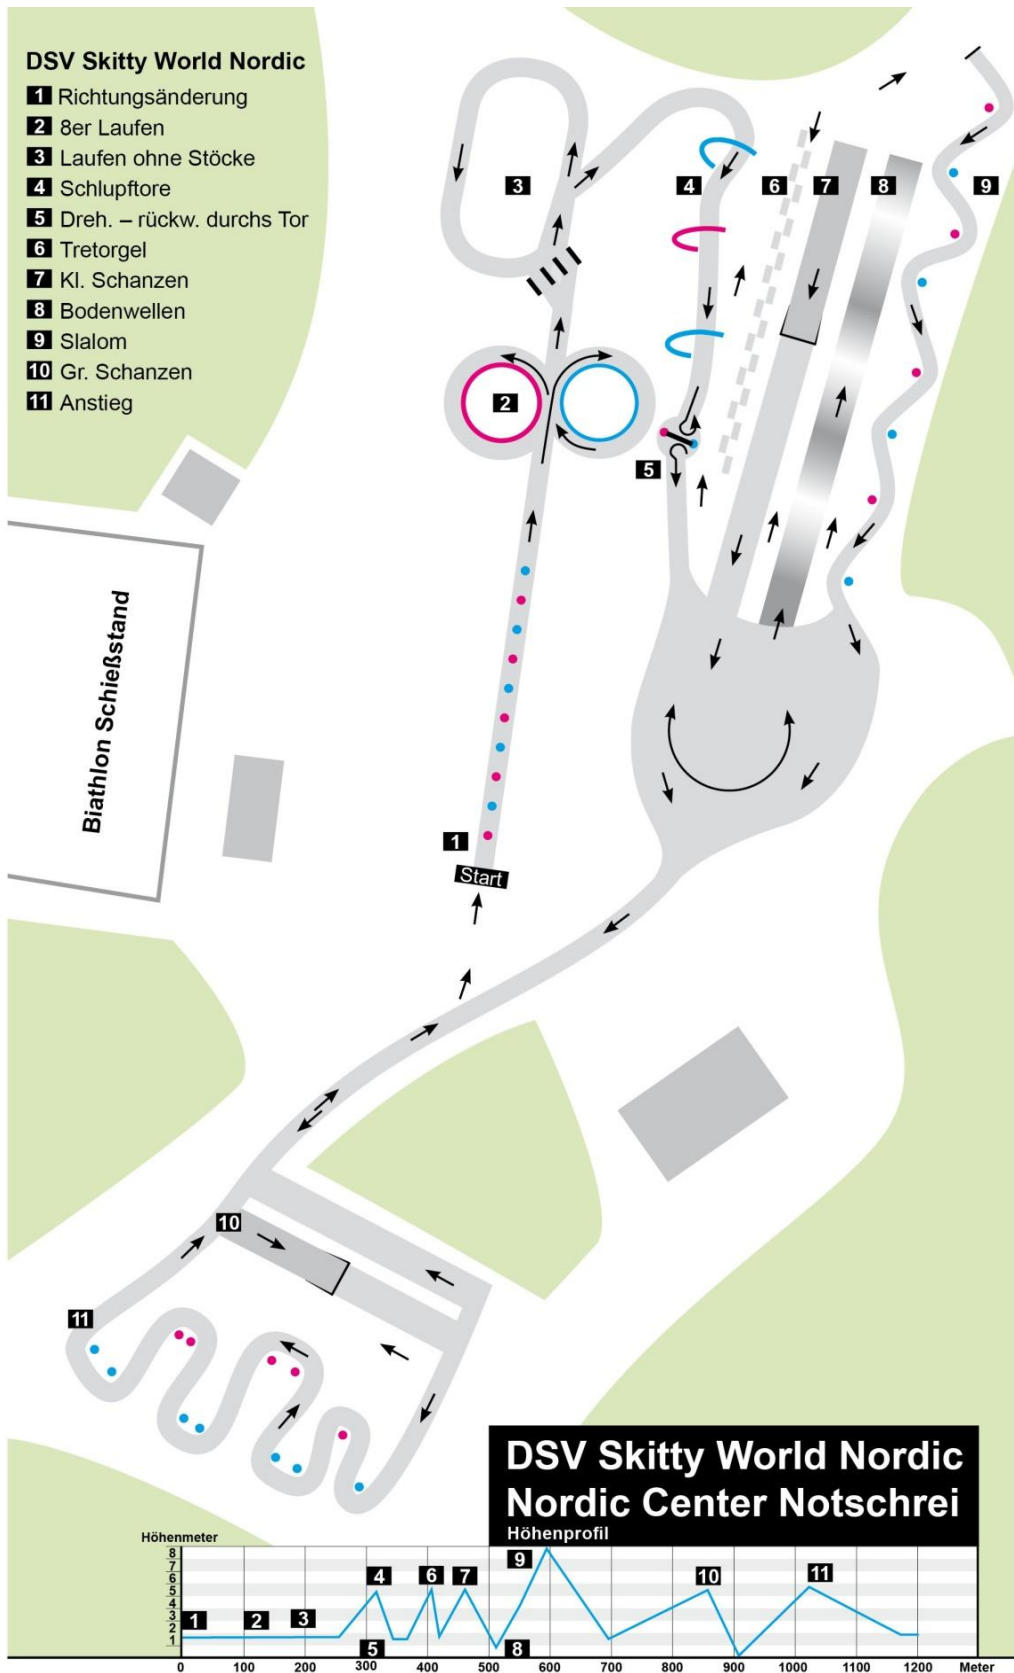 DSV Skitty World Nordic
1 Richtungsänderung
2 8er Laufen
3 Laufen ohne Stöcke
4 Schlupftore
5 Dreh. – rückw. durchs Tor
6 Tretorgel
7 Kl. Schanzen
8 Bodenwellen
9 Slalom
10 Gr. Schanzen
11 Anstieg
3
4
6
7
8
9
2
5
Biathlon Schießstand
1
Start
10
11
DSV Skitty World Nordic
Nordic Center Notschrei
Höhenprofil
Höhenmeter
8
7
6
5
4
3
2
1
1
2
3
4
5
6
7
8
9
10
11
0 100 200 300 400 500 600 700 800 900 1000 1100 1200 Meter